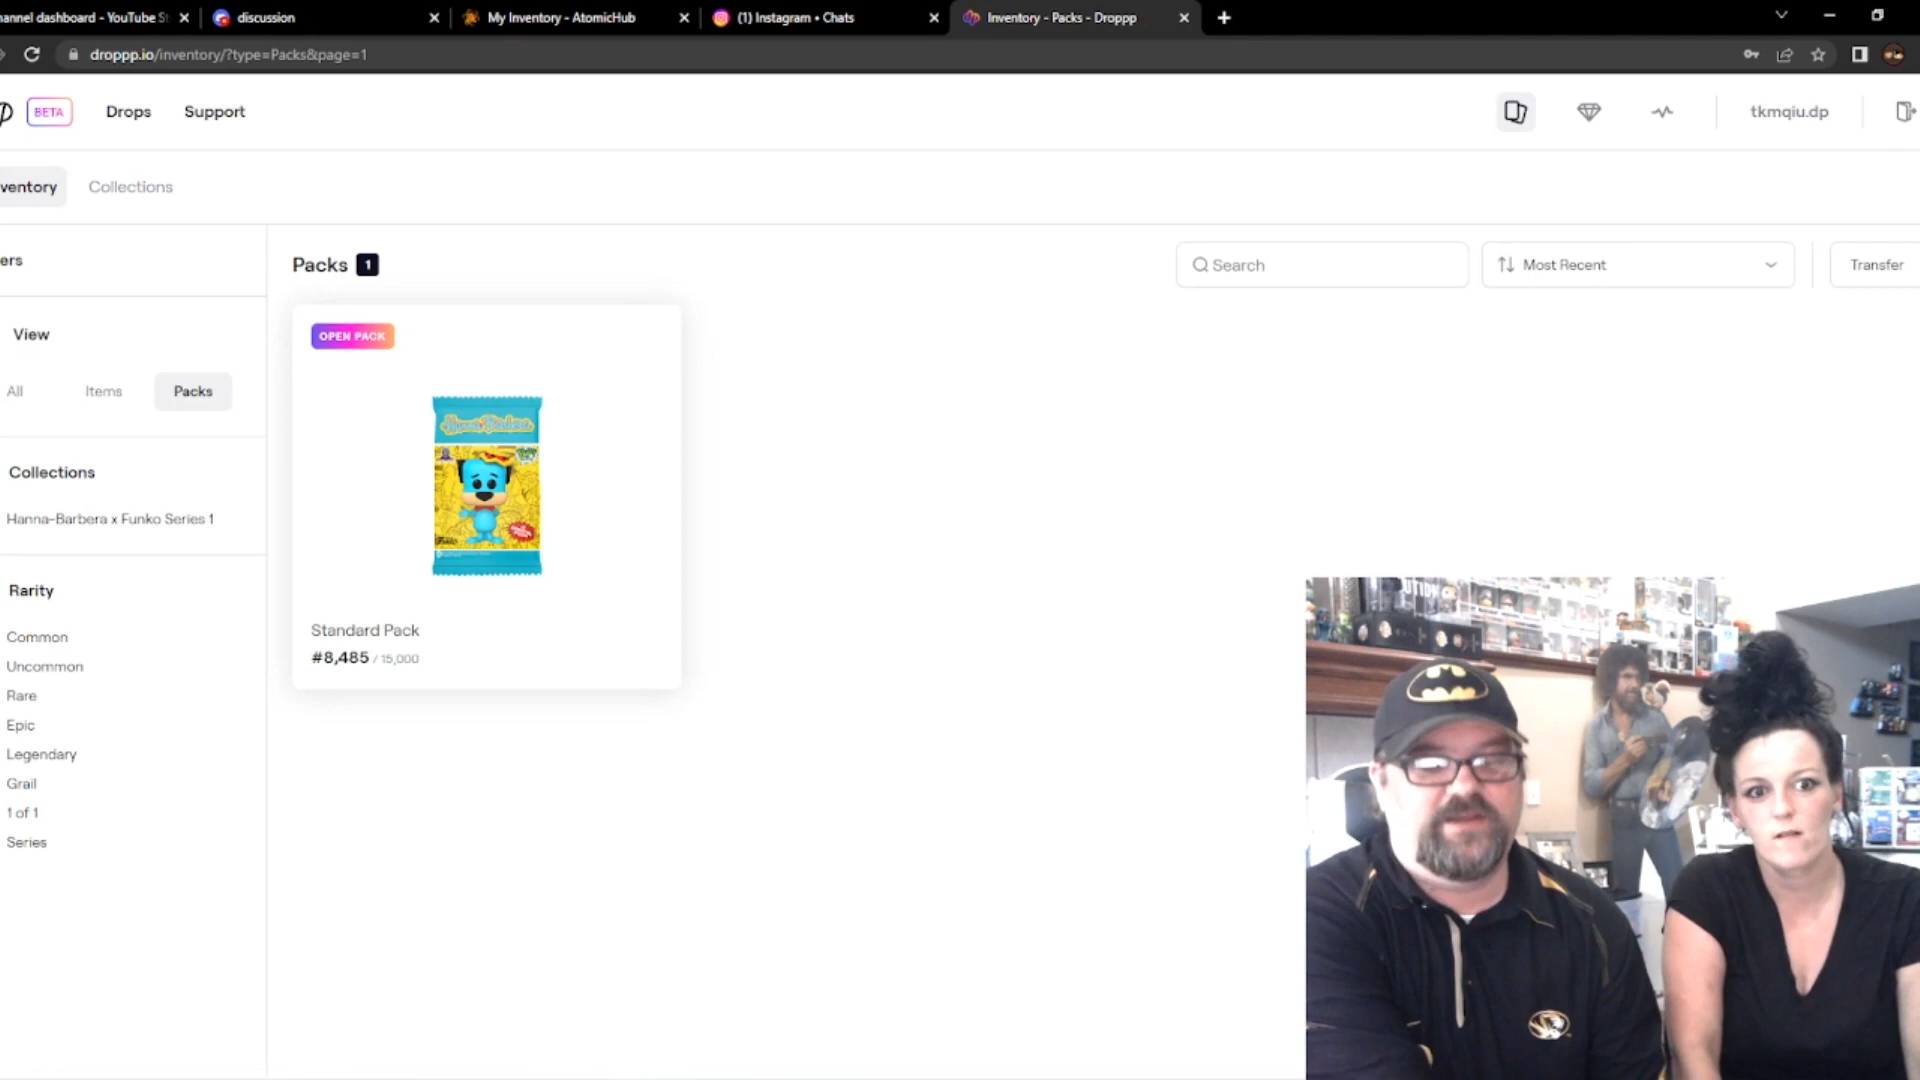 annel dashboard - YouTube St
discussion
My Inventory - AtomicHub
(1) Instagram • Chats
Inventory - Packs - Droppp
droppp.io/inventory/?type=Packs&page=1
p BETA
Drops
Support
tkmqiu.dp
ventory
Collections
ers
Packs 1
Search
Most Recent
Transfer
View
OPEN PACK
All
Items
Packs
Hanna-Barbera
Collections
Hanna-Barbera x Funko Series 1
Funko
Rarity
Standard Pack
Common
#8,485 / 15,000
Uncommon
Rare
Epic
Legendary
Grail
1 of 1
Series